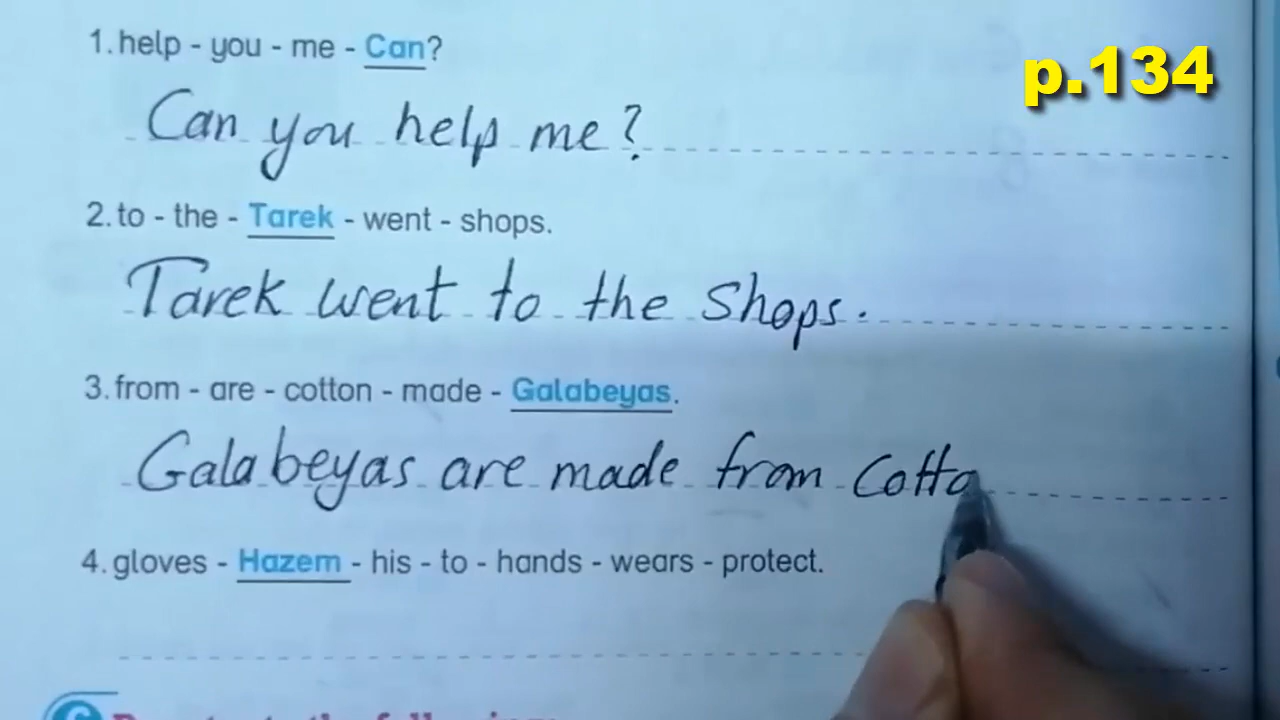 1. help - you - me - Can?
p.134
Can you help me?
2. to - the - Tarek - went - shops.
Tarek went to the shops.
3. from - are - cotton - made - Galabeyas.
Galabeyas are made from cotto
4. gloves - Hazem - his - to - hands - wears - protect.